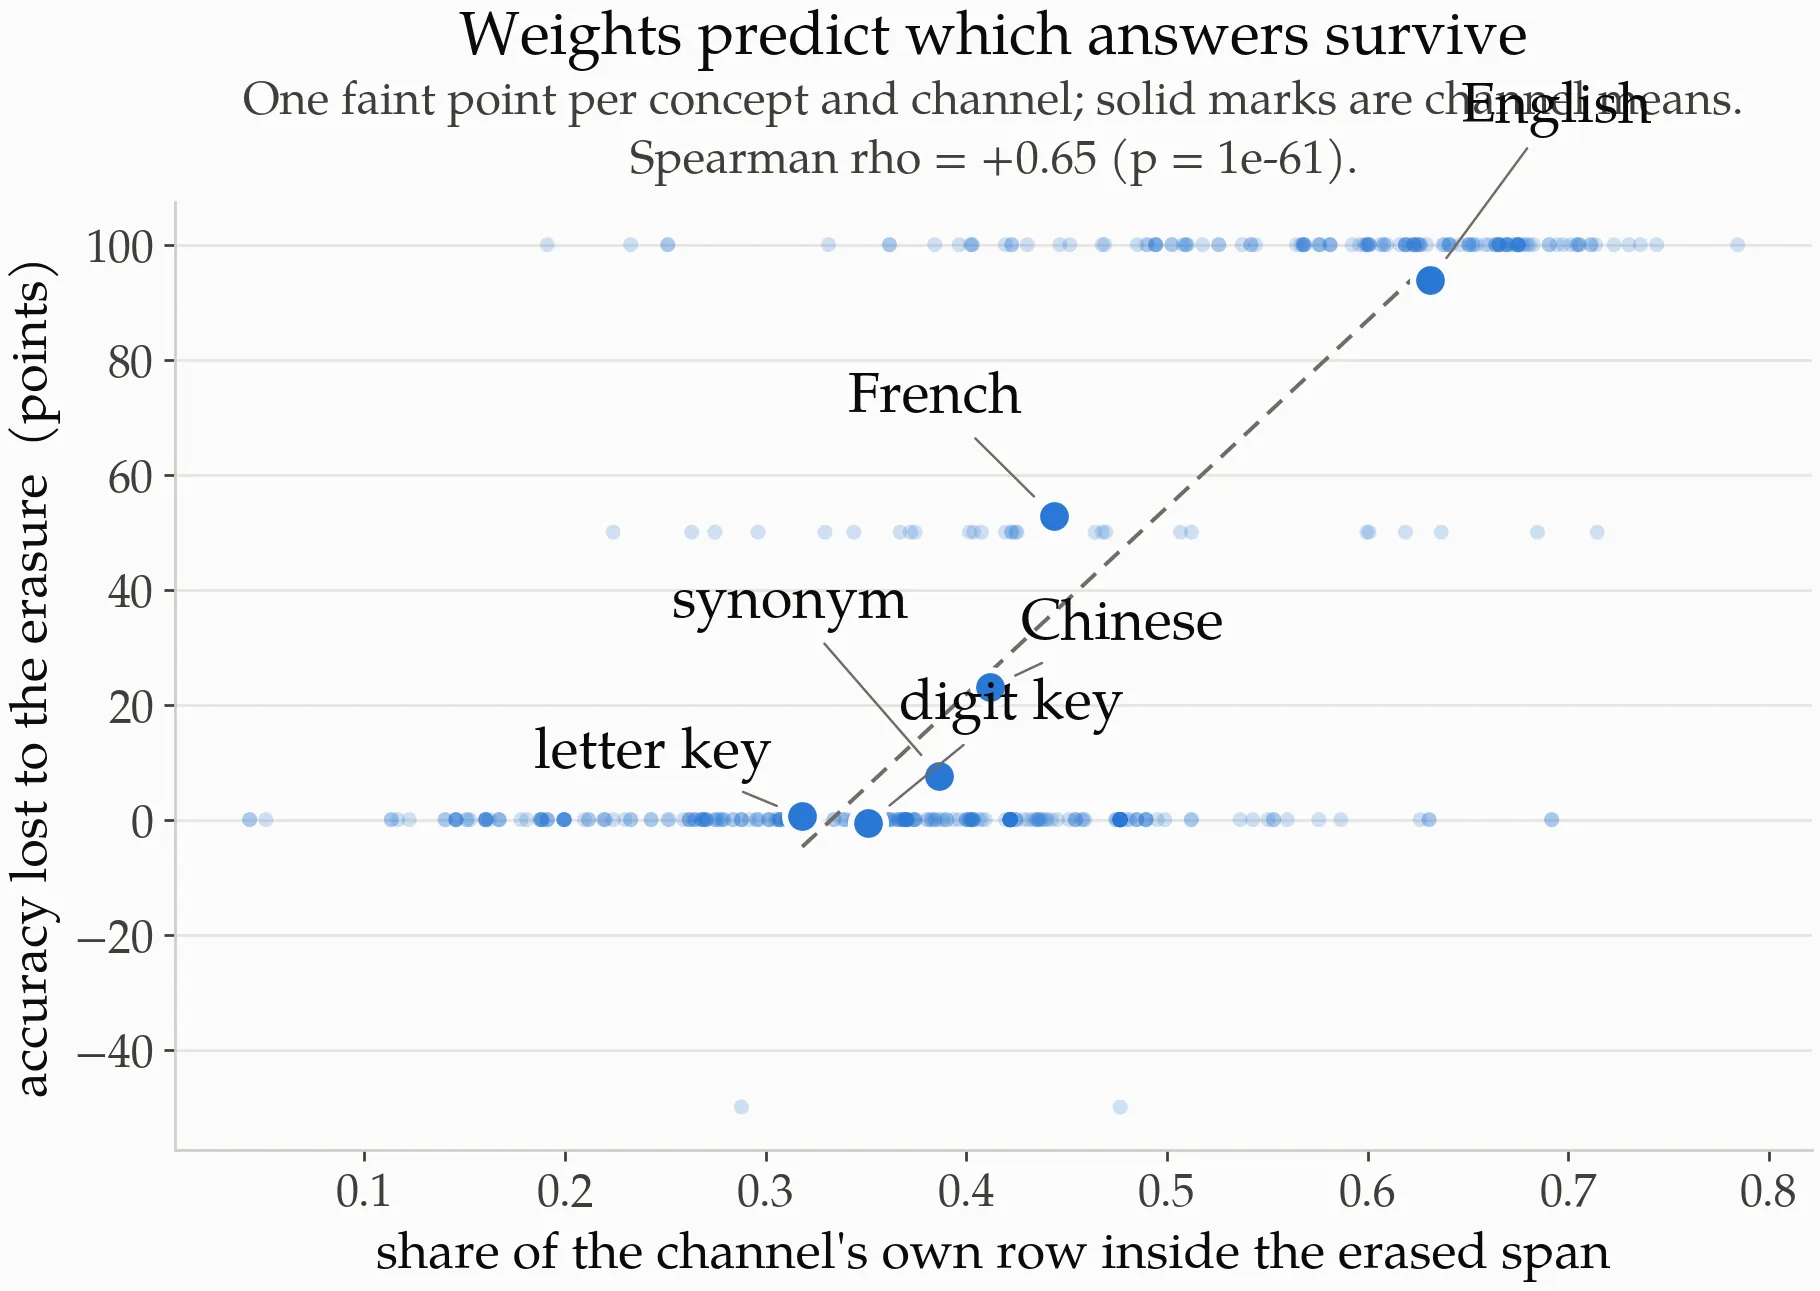 Weights predict which answers survive
One faint point per concept and channel; solid marks are channel means.
Spearman rho = +0.65 (p = 1e-61).
English
French
synonym
Chinese
digit key
letter key
accuracy lost to the erasure (points)
100
80
60
40
20
0
−20
−40
0.1
0.2
0.3
0.4
0.5
0.6
0.7
0.8
share of the channel's own row inside the erased span